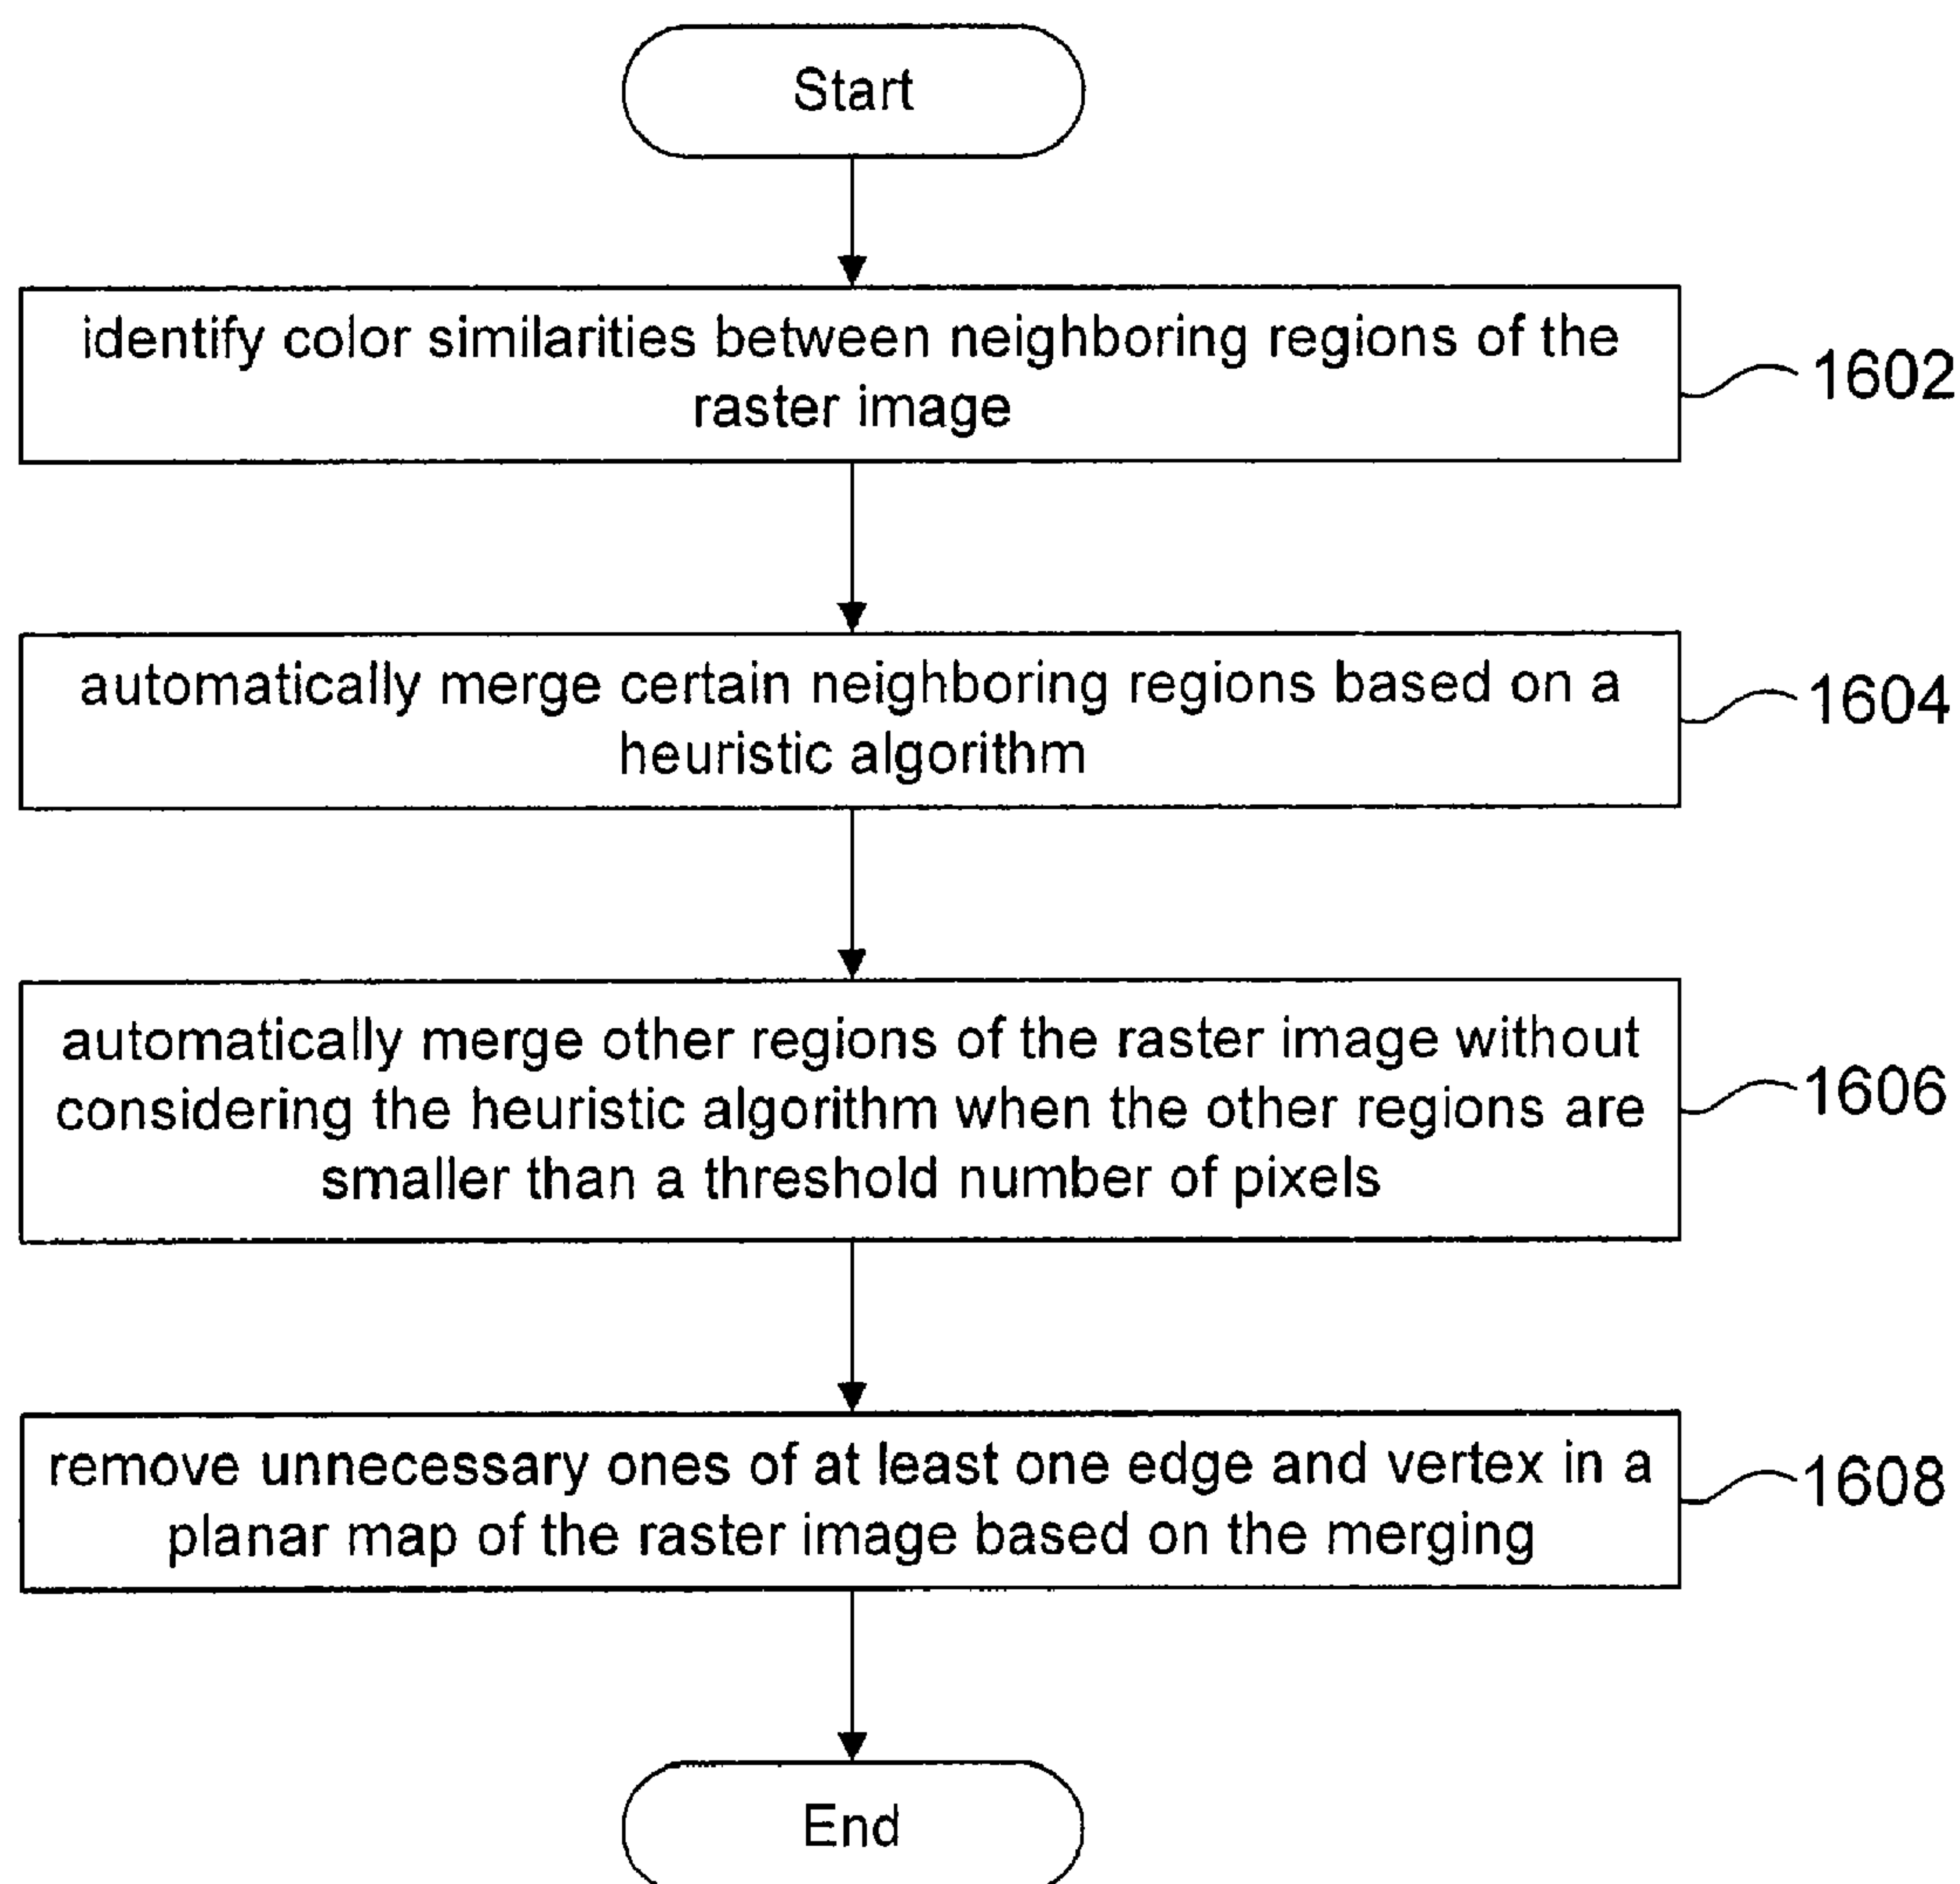 Start
identify color similarities between neighboring regions of the
raster image
1602
automatically merge certain neighboring regions based on a
heuristic algorithm
1604
automatically merge other regions of the raster image without
considering the heuristic algorithm when the other regions are
smaller than a threshold number of pixels
1606
remove unnecessary ones of at least one edge and vertex in a
planar map of the raster image based on the merging
1608
End